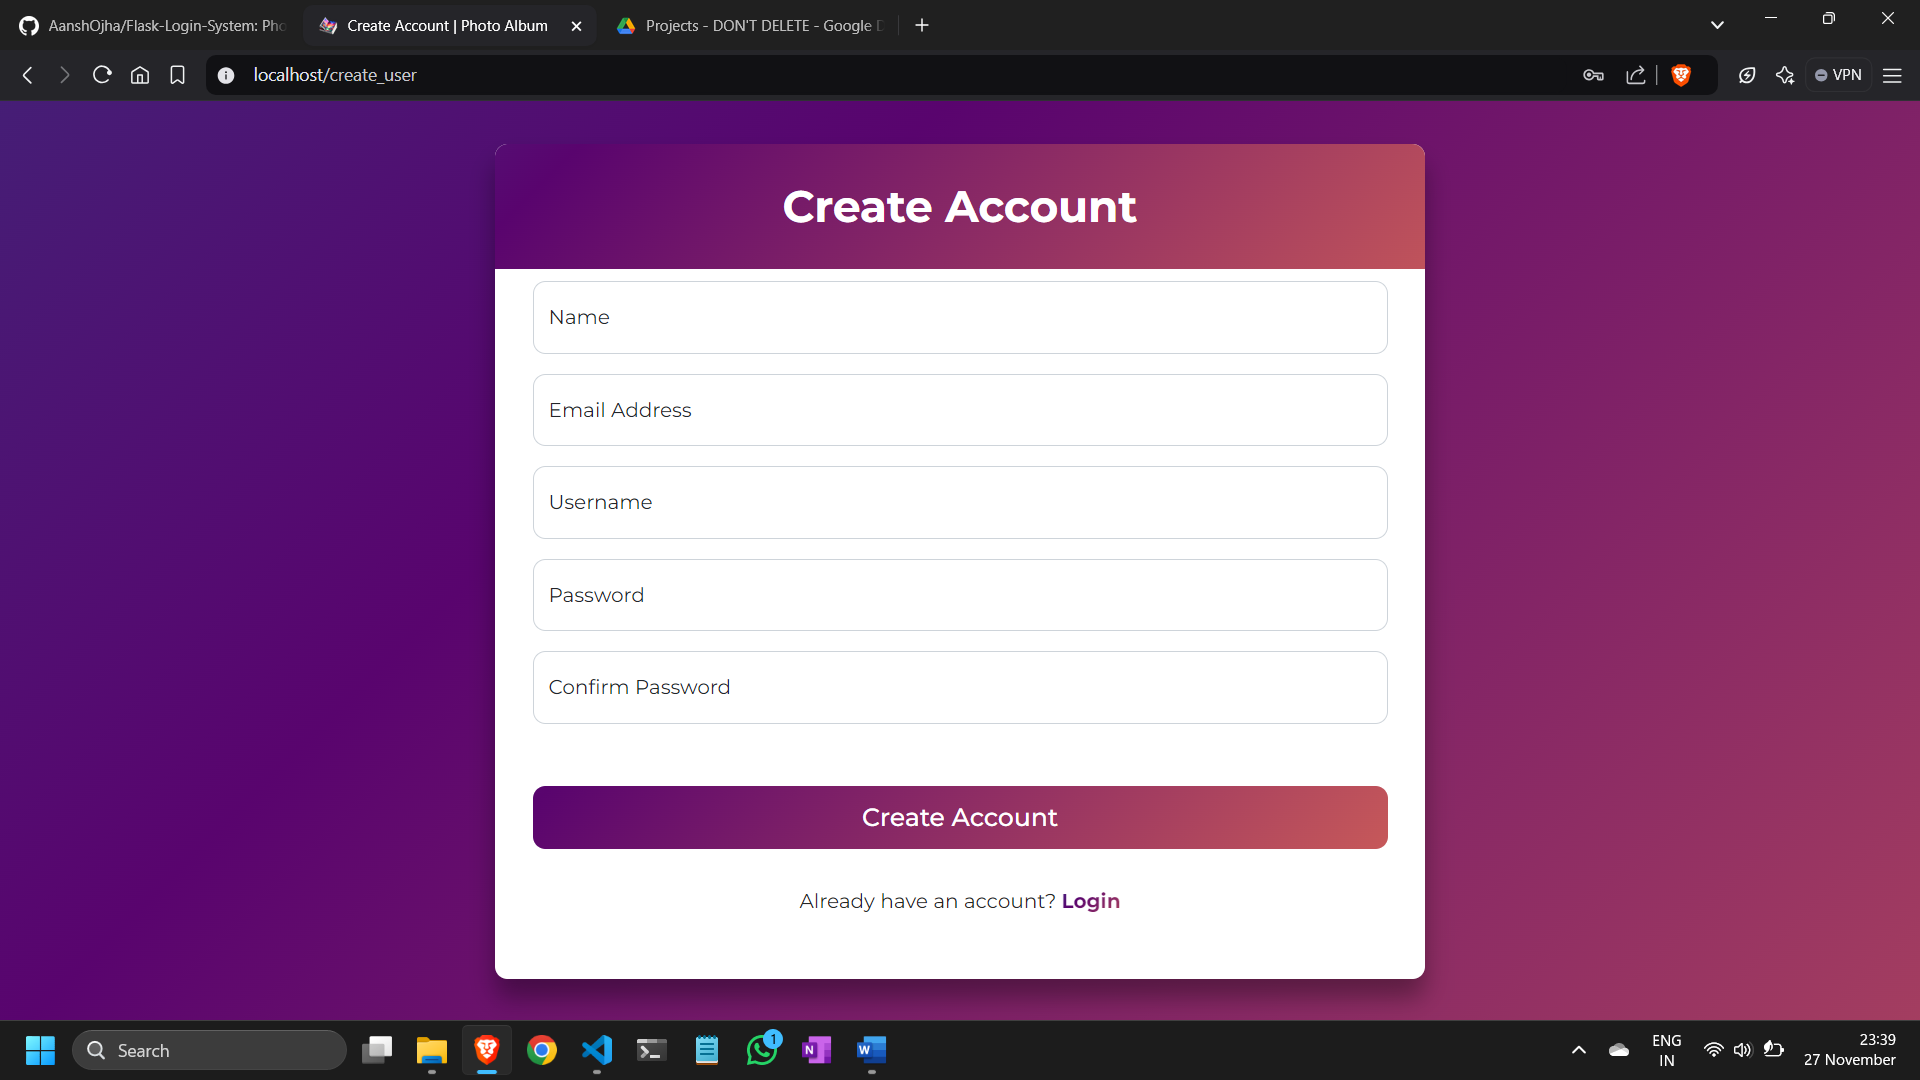 AanshOjha/Flask-Login-System: Pho
Create Account | Photo Album
Projects - DON'T DELETE - Google D
localhost/create_user
VPN
Create Account
Name
Email Address
Username
Password
Confirm Password
Create Account
Already have an account? Login
Search
1
N
W
ENG
IN
23:39
27 November